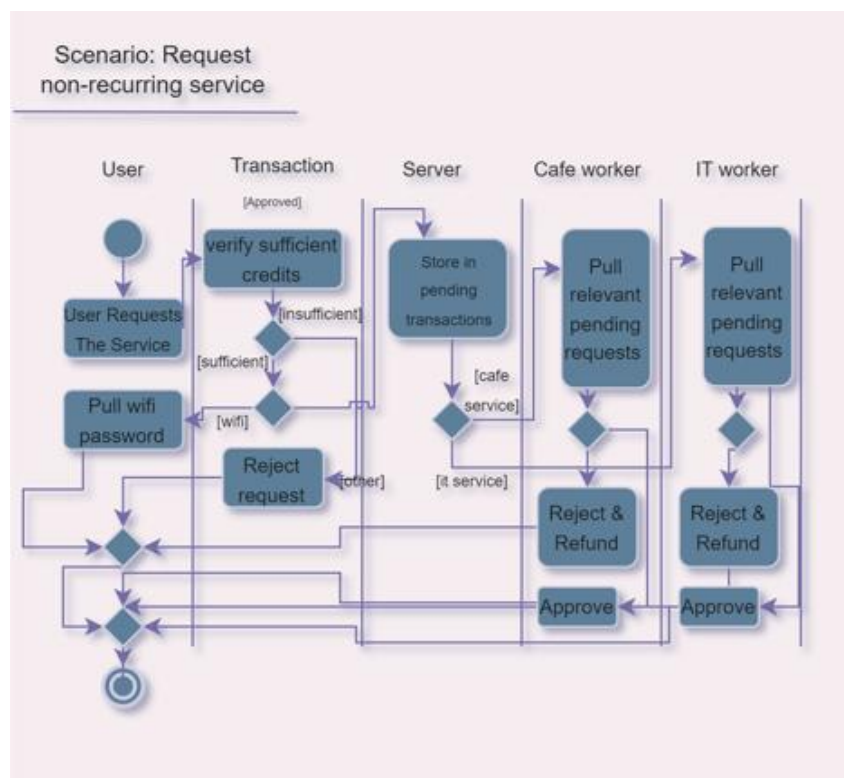 Scenario: Request
non-recurring service
User
Transaction
Server
Cafe worker
IT worker
[Approved]
verify sufficient
credits
Store in
pending
transactions
Pull
relevant
pending
requests
Pull
relevant
pending
requests
User Requests
The Service
[insufficient]
[sufficient]
[cafe
service]
Pull wifi
password
[wifi]
Reject
request
[other]
[it service]
Reject &
Refund
Reject &
Refund
Approve
Approve